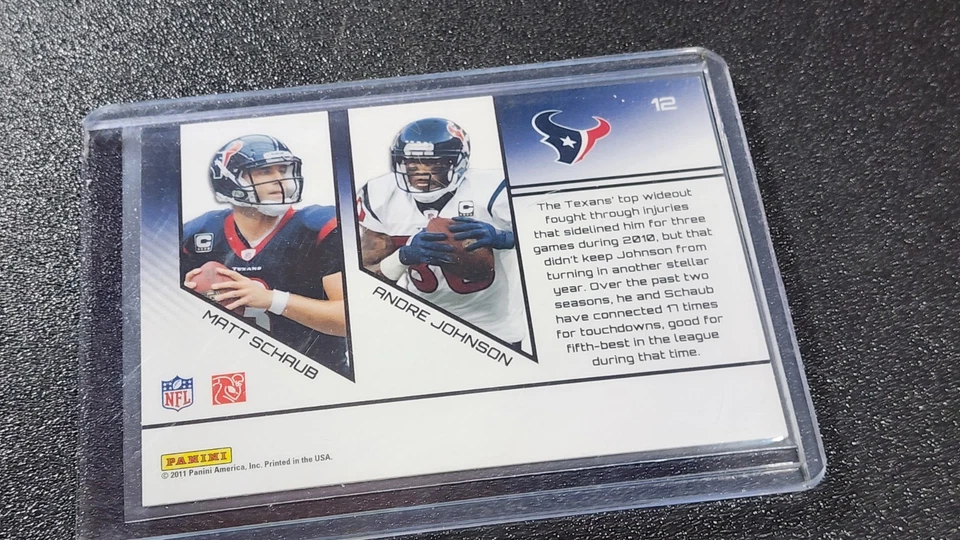 12
The Texans' top wideout
fought through injuries
that sidelined him for three
games during 2010, but that
didn't keep Johnson from
turning in another stellar
year. Over the past two
seasons, he and Schaub
have connected 17 times
for touchdowns, good for
fifth-best in the league
during that time.
C
TEXANS
MATT SCHAUB
C
ANDRE JOHNSON
NFL
PANINI
© 2011 Panini America, Inc. Printed in the USA.